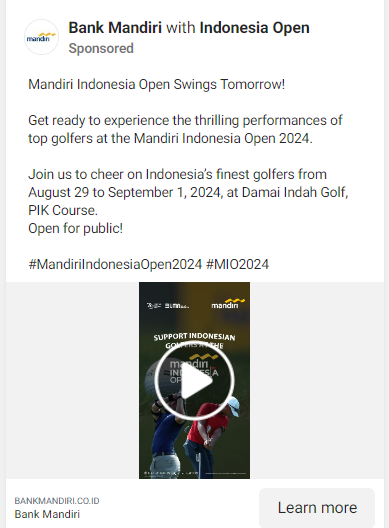 mandiri
Bank Mandiri with Indonesia Open
Sponsored
Mandiri Indonesia Open Swings Tomorrow!
Get ready to experience the thrilling performances of
top golfers at the Mandiri Indonesia Open 2024.
Join us to cheer on Indonesia's finest golfers from
August 29 to September 1, 2024, at Damai Indah Golf,
PIK Course.
Open for public!
#MandiriIndonesiaOpen2024 #MIO2024
mandiri
SUPPORT INDONESIAN
THE
mandiri
INDONESIA
OPEN
BANKMANDIRI.CO.ID
Bank Mandiri
Learn more